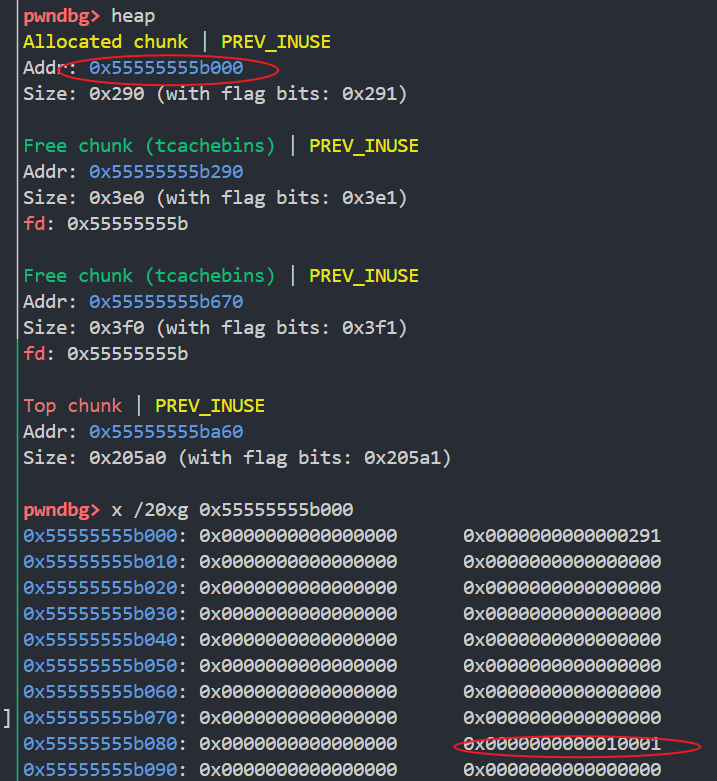 pwndbg> heap
Allocated chunk | PREV_INUSE
Addr: 0x55555555b000
Size: 0x290 (with flag bits: 0x291)
Free chunk (tcachebins) | PREV_INUSE
Addr: 0x55555555b290
Size: 0x3e0 (with flag bits: 0x3e1)
fd: 0x55555555b
Free chunk (tcachebins) | PREV_INUSE
Addr: 0x55555555b670
Size: 0x3f0 (with flag bits: 0x3f1)
fd: 0x55555555b
Top chunk | PREV_INUSE
Addr: 0x55555555ba60
Size: 0x205a0 (with flag bits: 0x205a1)
pwndbg> x /20xg 0x55555555b000
0x55555555b000: 0x0000000000000000 0x0000000000000291
0x55555555b010: 0x0000000000000000 0x0000000000000000
0x55555555b020: 0x0000000000000000 0x0000000000000000
0x55555555b030: 0x0000000000000000 0x0000000000000000
0x55555555b040: 0x0000000000000000 0x0000000000000000
0x55555555b050: 0x0000000000000000 0x0000000000000000
0x55555555b060: 0x0000000000000000 0x0000000000000000
] 0x55555555b070: 0x0000000000000000 0x0000000000000000
0x55555555b080: 0x0000000000000000 0x0000000000010001
0x55555555b090: 0x0000000000000000 0x0000000000000000